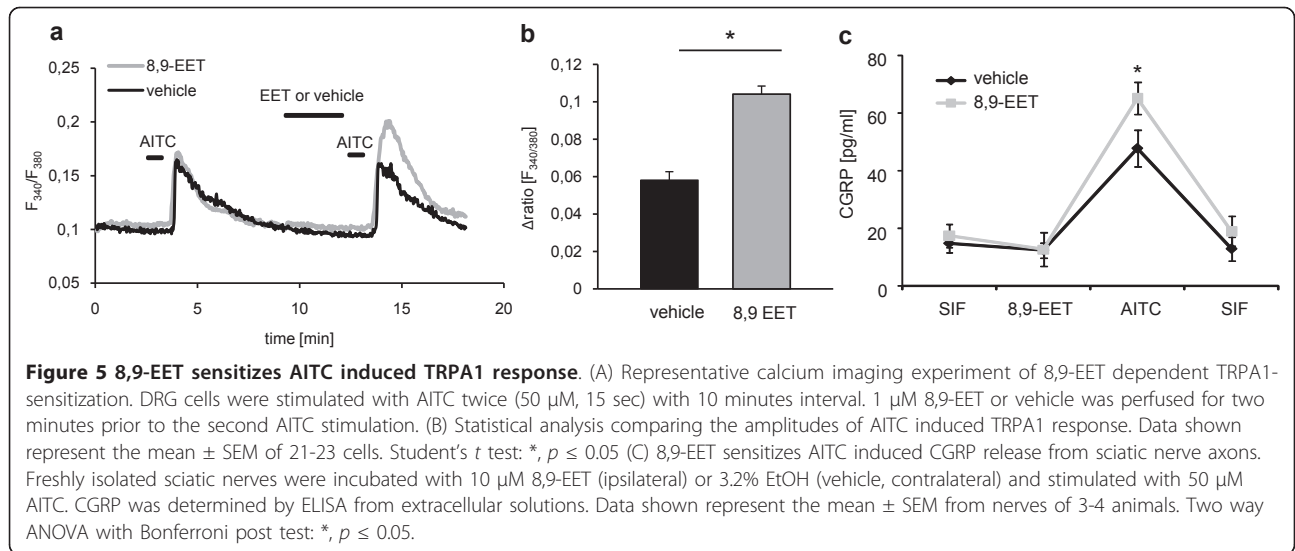 a
0,25
8,9-EET
vehicle
EET or vehicle
0,2
AITC
AITC
0,15
0,1
0,05
F340/F380
0
5
10
15
20
time [min]
b
*
0,12
0,1
0,08
0,06
0,04
0,02
0
Δratio [F340/380]
vehicle
8,9 EET
c
80
vehicle
8,9-EET
*
60
40
20
0
CGRP [pg/ml]
SIF
8,9-EET
AITC
SIF
Figure 5 8,9-EET sensitizes AITC induced TRPA1 response. (A) Representative calcium imaging experiment of 8,9-EET dependent TRPA1-
sensitization. DRG cells were stimulated with AITC twice (50 μM, 15 sec) with 10 minutes interval. 1 μM 8,9-EET or vehicle was perfused for two
minutes prior to the second AITC stimulation. (B) Statistical analysis comparing the amplitudes of AITC induced TRPA1 response. Data shown
represent the mean ± SEM of 21-23 cells. Student's t test: *, p ≤ 0.05 (C) 8,9-EET sensitizes AITC induced CGRP release from sciatic nerve axons.
Freshly isolated sciatic nerves were incubated with 10 μM 8,9-EET (ipsilateral) or 3.2% EtOH (vehicle, contralateral) and stimulated with 50 μM
AITC. CGRP was determined by ELISA from extracellular solutions. Data shown represent the mean ± SEM from nerves of 3-4 animals. Two way
ANOVA with Bonferroni post test: *, p ≤ 0.05.